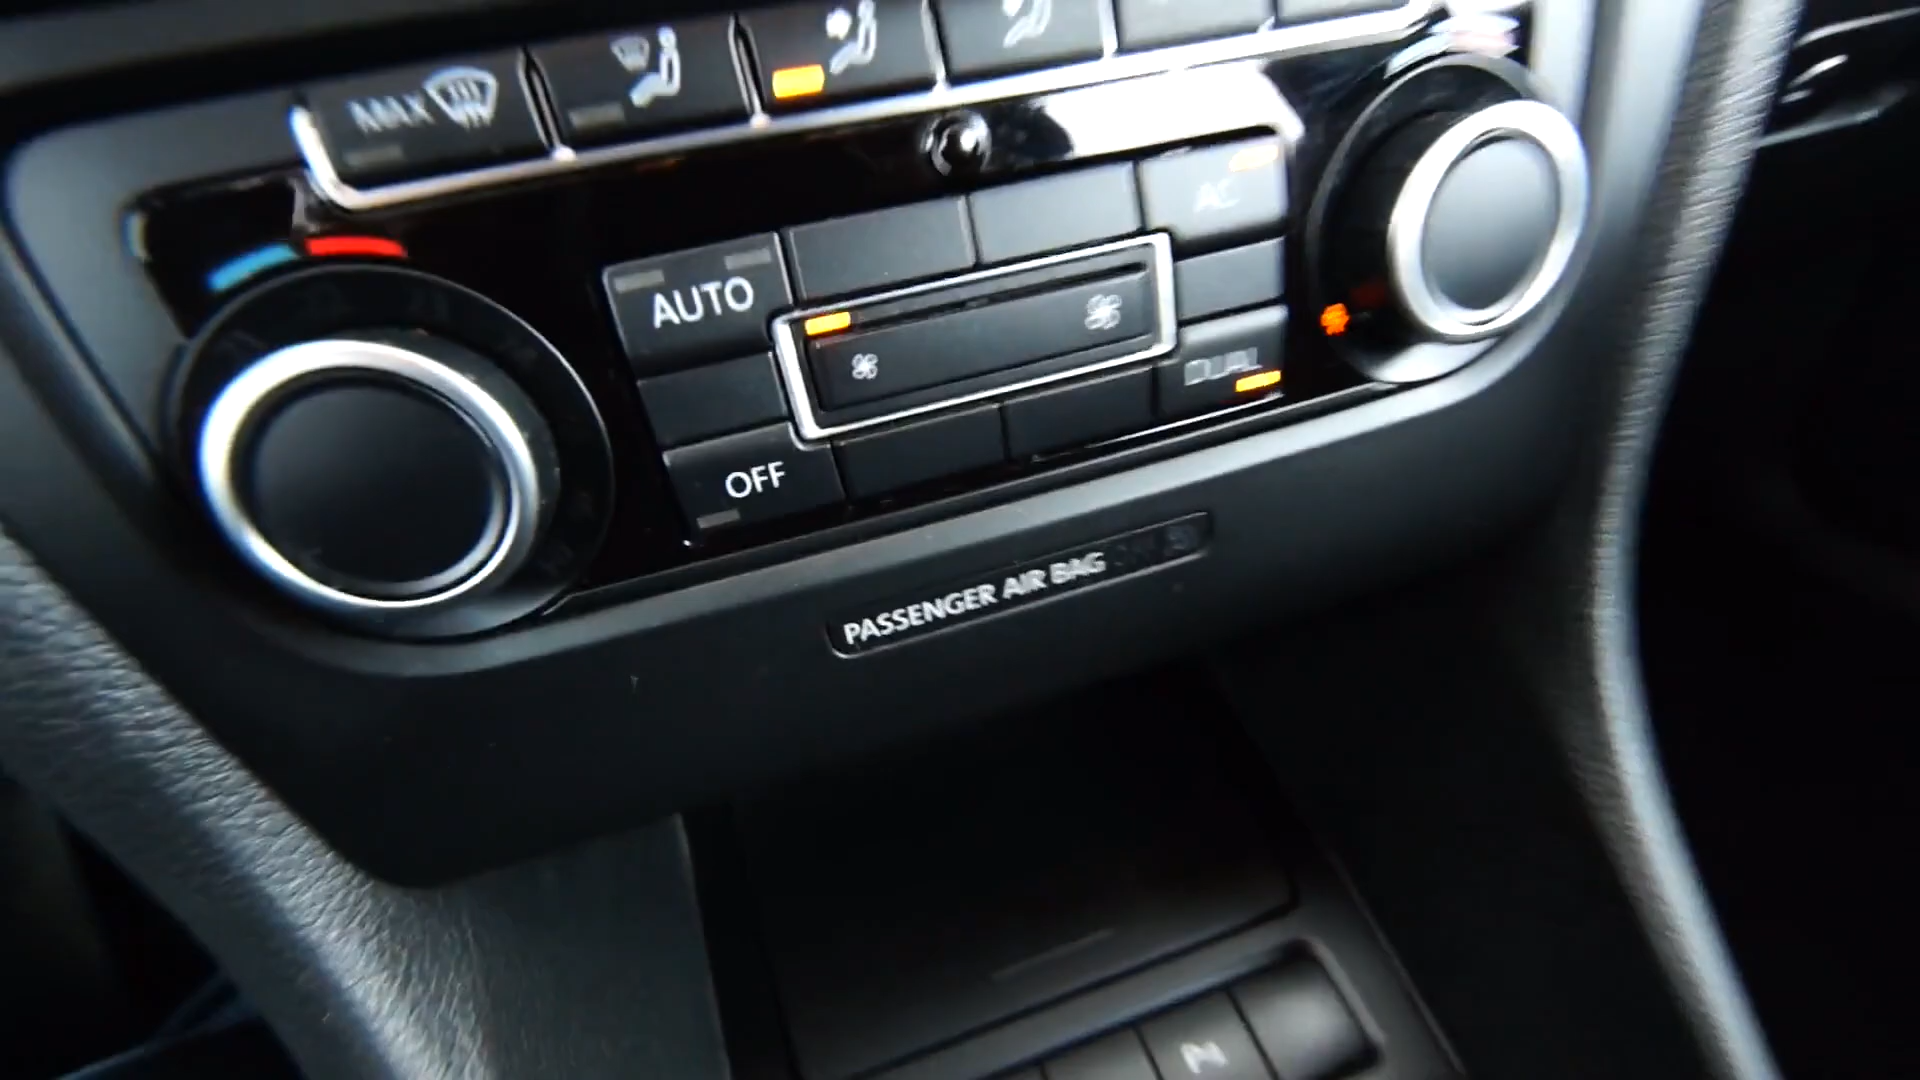 MAX
AC
AUTO
DUAL
OFF
PASSENGER AIR BAG